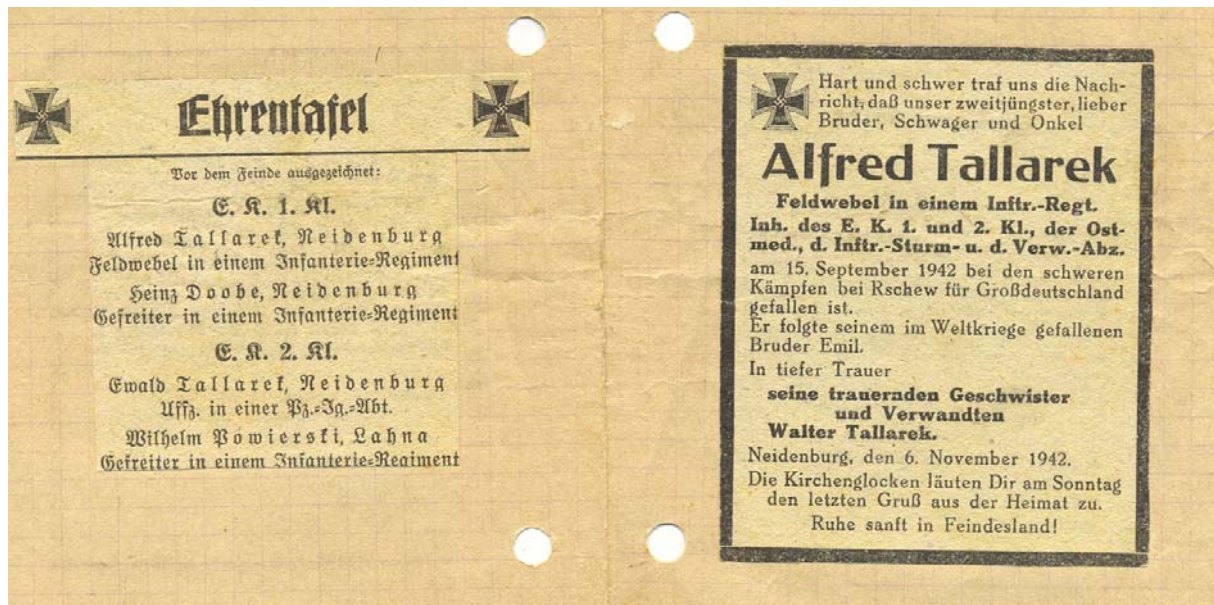 Ehrentafel
Vor dem Feinde ausgezeichnet:
E. K. 1. Kl.
Alfred Tallarek, Neidenburg
Feldwebel in einem Infanterie-Regiment
Heinz Doobe, Neidenburg
Gefreiter in einem Infanterie-Regiment
E. K. 2. Kl.
Ewald Tallarek, Neidenburg
Uffz. in einer Pz.-Jg.-Abt.
Wilhelm Powierski, Lahna
Gefreiter in einem Infanterie-Regiment
Hart und schwer traf uns die Nach-
richt, daß unser zweitjüngster, lieber
Bruder, Schwager und Onkel
Alfred Tallarek
Feldwebel in einem Inftr.-Regt.
Inh. des E. K. 1. und 2. Kl., der Ost-
med., d. Inftr.-Sturm- u. d. Verw.-Abz.
am 15. September 1942 bei den schweren
Kämpfen bei Rschew für Großdeutschland
gefallen ist.
Er folgte seinem im Weltkriege gefallenen
Bruder Emil.
In tiefer Trauer
seine trauernden Geschwister
und Verwandten
Walter Tallarek.
Neidenburg, den 6. November 1942.
Die Kirchenglocken läuten Dir am Sonntag
den letzten Gruß aus der Heimat zu.
Ruhe sanft in Feindesland!